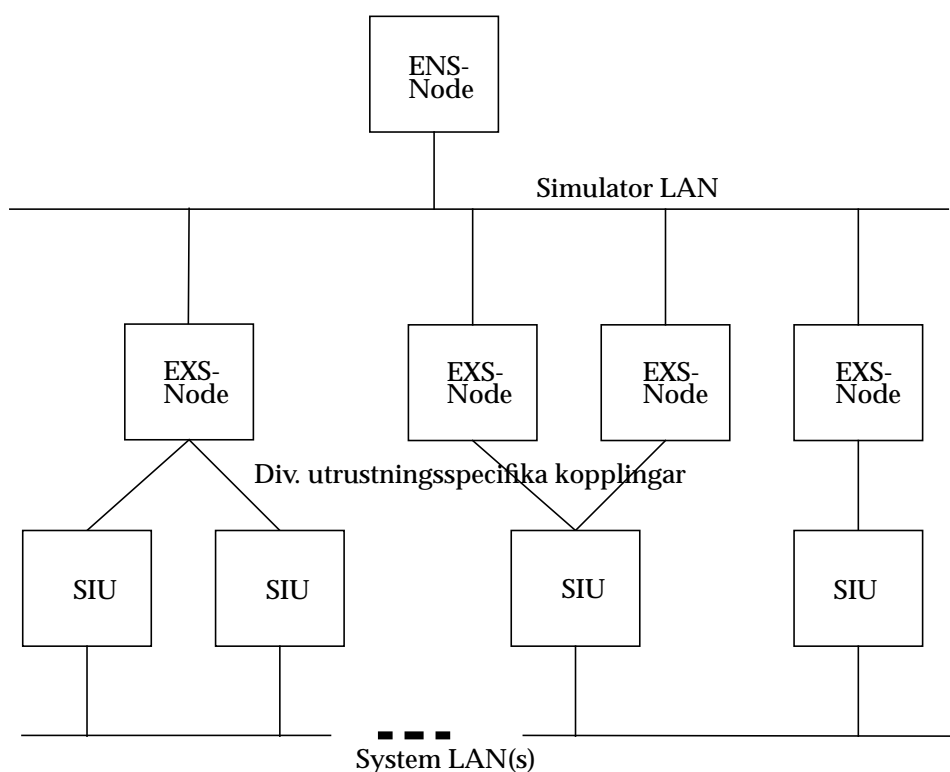 ENS-
Node
Simulator LAN
EXS-
Node
EXS-
Node
EXS-
Node
EXS-
Node
Div. utrustningsspecifika kopplingar
SIU
SIU
SIU
SIU
System LAN(s)